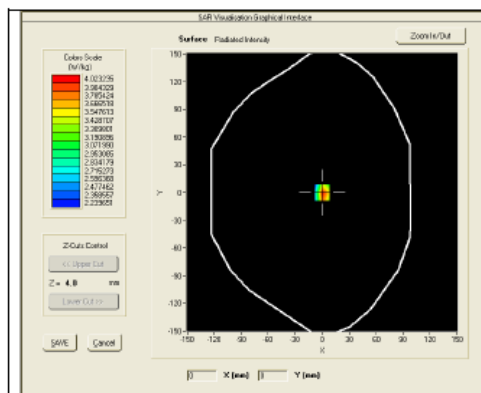 SAR Visualisation Graphical Interface
Surface Radiated Intensity
Zoom In/Out
Colors Scale
(W/kg)
4.023235
3.904329
3.785424
3.666518
3.547613
3.428707
3.309801
3.190896
3.071990
2.953085
2.834179
2.715273
2.596368
2.477462
2.358557
2.239651
Z-Cuts Control
<< Upper Cut
Z = 4.0 mm
Lower Cut >>
SAVE
Cancel
150
120
90
60
30
0
-30
-60
-90
-120
-150
Y
-150 -120 -90 -60 -30 0 30 60 90 120 150
X
0 X (mm) Y (mm)